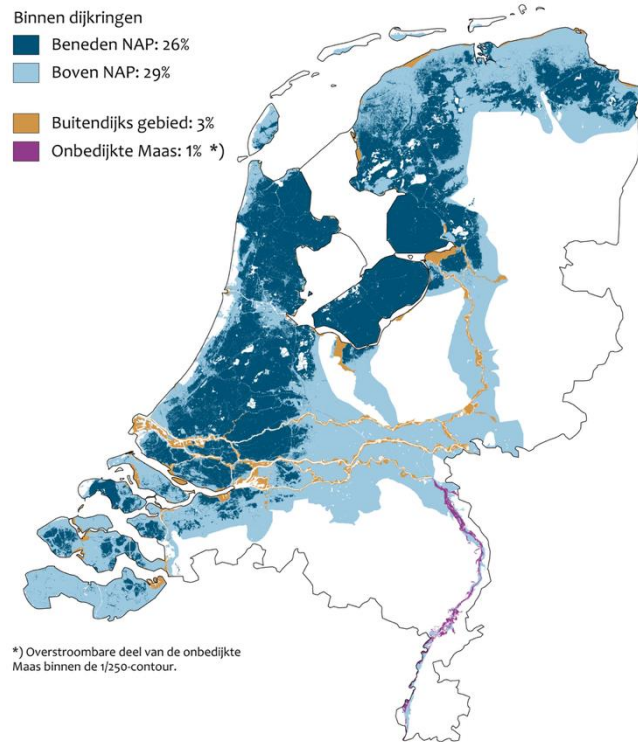 Binnen dijkringen
Beneden NAP: 26%
Boven NAP: 29%
Buitendijks gebied: 3%
Onbedijkte Maas: 1% *)
*) Overstroombare deel van de onbedijkte
Maas binnen de 1/250-contour.